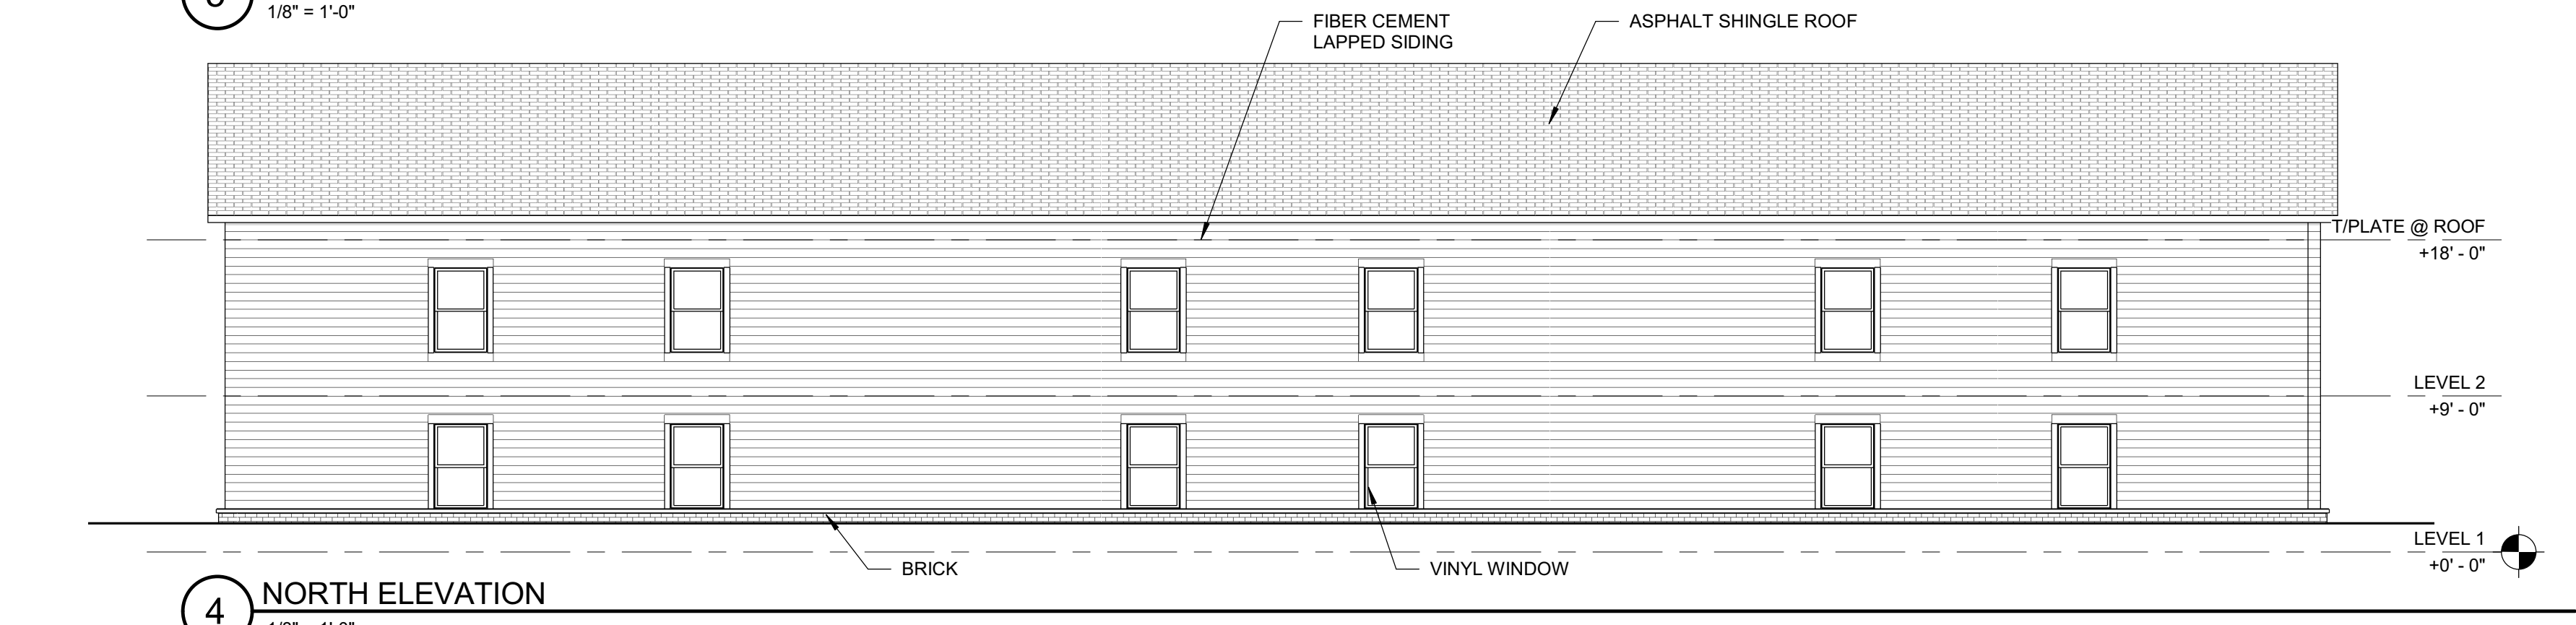 1/8" = 1'-0"
FIBER CEMENT
LAPPED SIDING
ASPHALT SHINGLE ROOF
T/PLATE @ ROOF
+18' - 0"
LEVEL 2
+9' - 0"
LEVEL 1
+0' - 0"
BRICK
VINYL WINDOW
4
NORTH ELEVATION